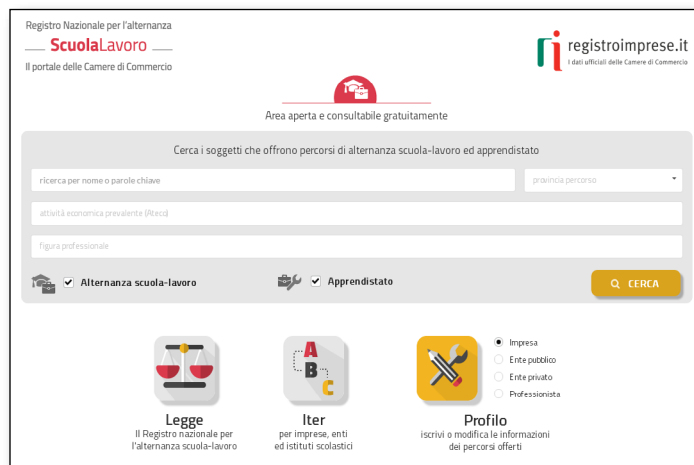 Registro Nazionale per l'alternanza
ScuolaLavoro
Il portale delle Camere di Commercio
registroimprese.it
I dati ufficiali delle Camere di Commercio
Area aperta e consultabile gratuitamente
Cerca i soggetti che offrono percorsi di alternanza scuola-lavoro ed apprendistato
ricerca per nome o parole chiave
provincia percorso
attività economica prevalente (Ateco)
figura professionale
Alternanza scuola-lavoro
Apprendistato
CERCA
A
B
C
Impresa
Ente pubblico
Ente privato
Professionista
Legge
Il Registro nazionale per
l'alternanza scuola-lavoro
Iter
per imprese, enti
ed istituti scolastici
Profilo
iscrivi o modifica le informazioni
dei percorsi offerti